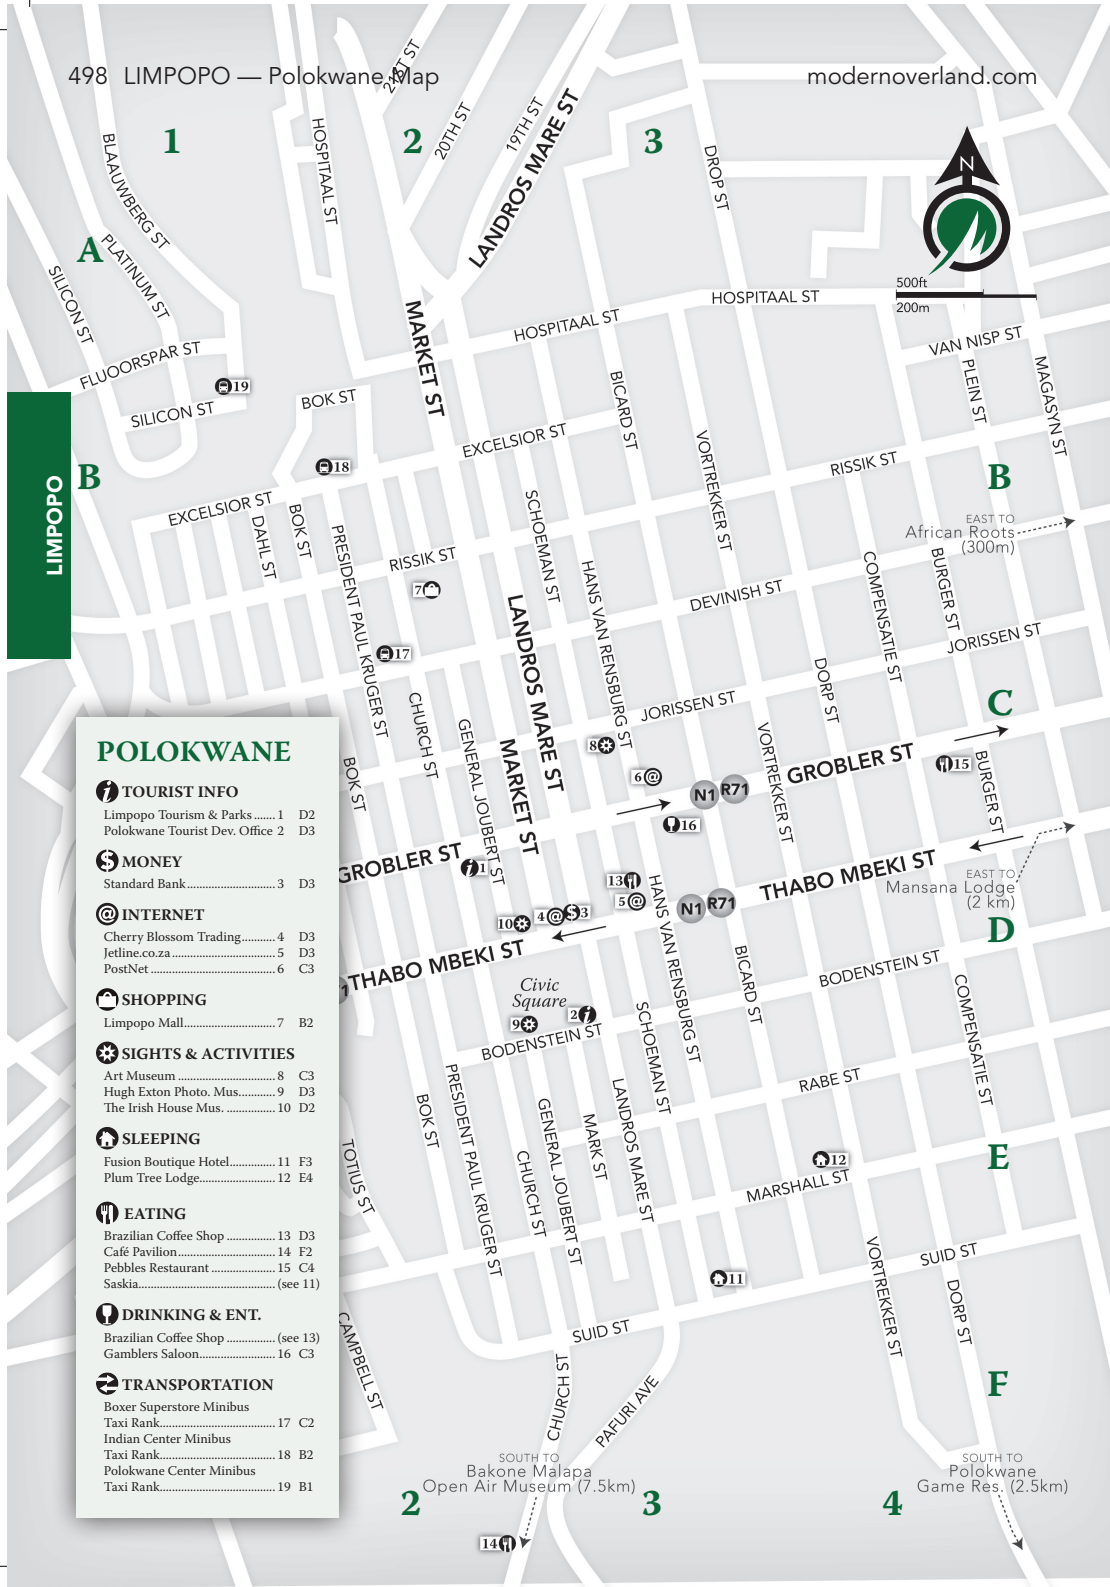 498 LIMPOPO — Polokwane Map
modernoverland.com
1
2
3
21ST ST
20TH ST
19TH ST
LANDROS MARE ST
BLAAUWBERG ST
HOSPITAAL ST
DROP ST
N
A
PLATINUM ST
SILICON ST
500ft
200m
HOSPITAAL ST
HOSPITAAL ST
MARKET ST
VAN NISP ST
FLUOORSPAR ST
PLEIN ST
MAGASYN ST
19
BICARD ST
BOK ST
SILICON ST
EXCELSIOR ST
VORTREKKER ST
RISSIK ST
LIMPOPO
B
18
B
EXCELSIOR ST
SCHOEMAN ST
EAST TO
African Roots
(300m)
DAHL ST
BOK ST
PRESIDENT PAUL KRUGER ST
RISSIK ST
HANS VAN RENSBURG ST
COMPENSATIE ST
BURGER ST
7
DEVINISH ST
LANDROS MARE ST
JORISSEN ST
17
DORP ST
CHURCH ST
JORISSEN ST
C
GENERAL JOUBERT ST
MARKET ST
8
VORTREKKER ST
GROBLER ST
BOK ST
6
15
BURGER ST
N1
R71
16
GROBLER ST
1
THABO MBEKI ST
13
HANS VAN RENSBURG ST
EAST TO
Mansana Lodge
(2 km)
5
N1
R71
4
3
10
D
THABO MBEKI ST
1
BICARD ST
BODENSTEIN ST
Civic
Square
2
9
SCHOEMAN ST
COMPENSATIE ST
BODENSTEIN ST
PRESIDENT PAUL KRUGER ST
RABE ST
BOK ST
LANDROS MARE ST
GENERAL JOUBERT ST
MARK ST
TOTIUS ST
CHURCH ST
12
E
MARSHALL ST
VORTREKKER ST
SUID ST
11
DORP ST
CAMPBELL ST
SUID ST
CHURCH ST
PAFURI AVE
F
SOUTH TO
Bakone Malapa
Open Air Museum (7.5km)
SOUTH TO
Polokwane
Game Res. (2.5km)
2
3
4
14
POLOKWANE
TOURIST INFO
Limpopo Tourism & Parks ....... 1 D2
Polokwane Tourist Dev. Office 2 D3
MONEY
Standard Bank ............................ 3 D3
INTERNET
Cherry Blossom Trading........... 4 D3
Jetline.co.za ................................. 5 D3
PostNet ........................................ 6 C3
SHOPPING
Limpopo Mall............................. 7 B2
SIGHTS & ACTIVITIES
Art Museum ............................... 8 C3
Hugh Exton Photo. Mus............ 9 D3
The Irish House Mus. ................ 10 D2
SLEEPING
Fusion Boutique Hotel............... 11 F3
Plum Tree Lodge........................ 12 E4
EATING
Brazilian Coffee Shop ................ 13 D3
Café Pavilion............................... 14 F2
Pebbles Restaurant ..................... 15 C4
Saskia............................................ (see 11)
DRINKING & ENT.
Brazilian Coffee Shop ................ (see 13)
Gamblers Saloon......................... 16 C3
TRANSPORTATION
Boxer Superstore Minibus
Taxi Rank..................................... 17 C2
Indian Center Minibus
Taxi Rank..................................... 18 B2
Polokwane Center Minibus
Taxi Rank..................................... 19 B1